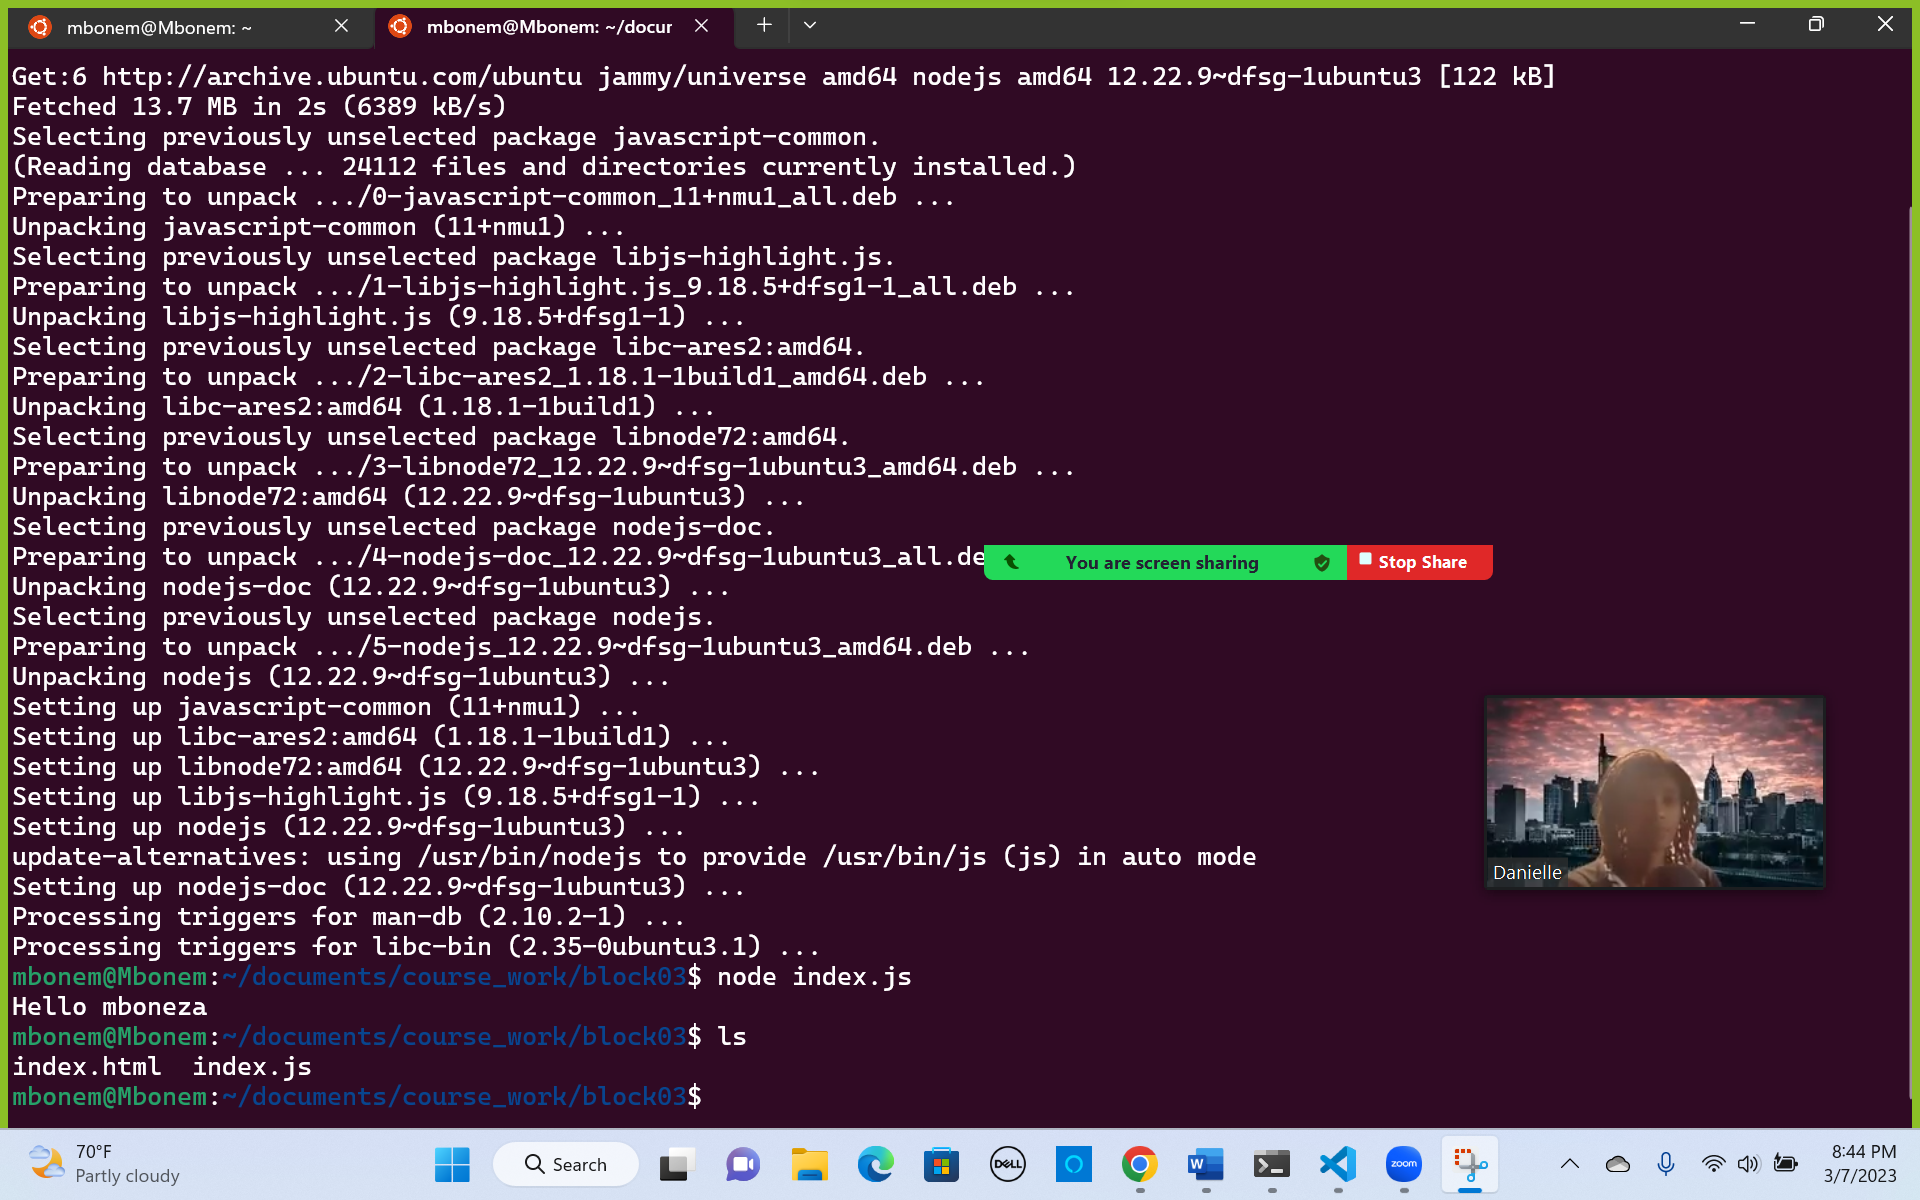 mbonem@Mbonem: ~
mbonem@Mbonem: ~/docur
Get:6 http://archive.ubuntu.com/ubuntu jammy/universe amd64 nodejs amd64 12.22.9~dfsg-1ubuntu3 [122 kB]
Fetched 13.7 MB in 2s (6389 kB/s)
Selecting previously unselected package javascript-common.
(Reading database ... 24112 files and directories currently installed.)
Preparing to unpack .../0-javascript-common_11+nmu1_all.deb ...
Unpacking javascript-common (11+nmu1) ...
Selecting previously unselected package libjs-highlight.js.
Preparing to unpack .../1-libjs-highlight.js_9.18.5+dfsg1-1_all.deb ...
Unpacking libjs-highlight.js (9.18.5+dfsg1-1) ...
Selecting previously unselected package libc-ares2:amd64.
Preparing to unpack .../2-libc-ares2_1.18.1-1build1_amd64.deb ...
Unpacking libc-ares2:amd64 (1.18.1-1build1) ...
Selecting previously unselected package libnode72:amd64.
Preparing to unpack .../3-libnode72_12.22.9~dfsg-1ubuntu3_amd64.deb ...
Unpacking libnode72:amd64 (12.22.9~dfsg-1ubuntu3) ...
Selecting previously unselected package nodejs-doc.
Preparing to unpack .../4-nodejs-doc_12.22.9~dfsg-1ubuntu3_all.de
You are screen sharing
Stop Share
Unpacking nodejs-doc (12.22.9~dfsg-1ubuntu3) ...
Selecting previously unselected package nodejs.
Preparing to unpack .../5-nodejs_12.22.9~dfsg-1ubuntu3_amd64.deb ...
Unpacking nodejs (12.22.9~dfsg-1ubuntu3) ...
Setting up javascript-common (11+nmu1) ...
Setting up libc-ares2:amd64 (1.18.1-1build1) ...
Setting up libnode72:amd64 (12.22.9~dfsg-1ubuntu3) ...
Setting up libjs-highlight.js (9.18.5+dfsg1-1) ...
Setting up nodejs (12.22.9~dfsg-1ubuntu3) ...
update-alternatives: using /usr/bin/nodejs to provide /usr/bin/js (js) in auto mode
Setting up nodejs-doc (12.22.9~dfsg-1ubuntu3) ...
Processing triggers for man-db (2.10.2-1) ...
Processing triggers for libc-bin (2.35-0ubuntu3.1) ...
mbonem@Mbonem:~/documents/course_work/block03$ node index.js
Hello mboneza
mbonem@Mbonem:~/documents/course_work/block03$ ls
index.html  index.js
mbonem@Mbonem:~/documents/course_work/block03$
Danielle
70°F
Partly cloudy
Search
DELL
W
zoom
8:44 PM
3/7/2023